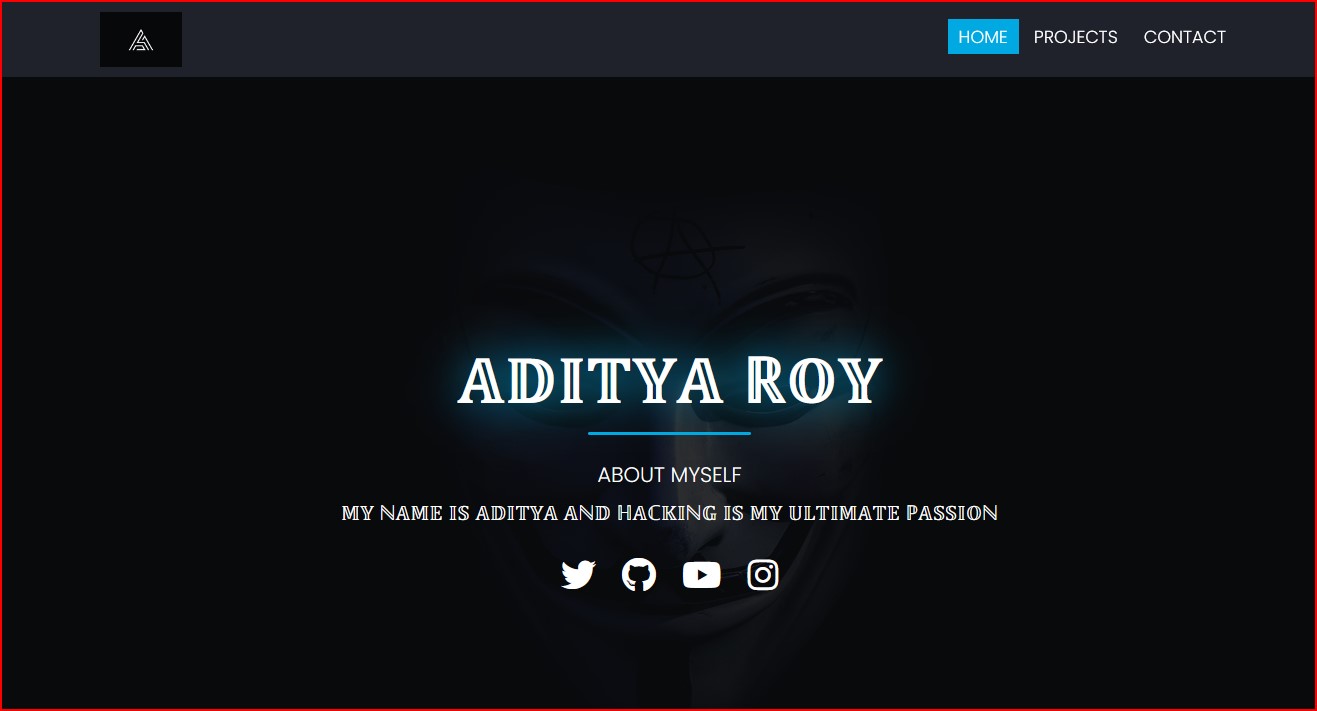 HOME PROJECTS CONTACT
ADITYA ROY
ABOUT MYSELF
MY NAME IS ADITYA AND HACKING IS MY ULTIMATE PASSION